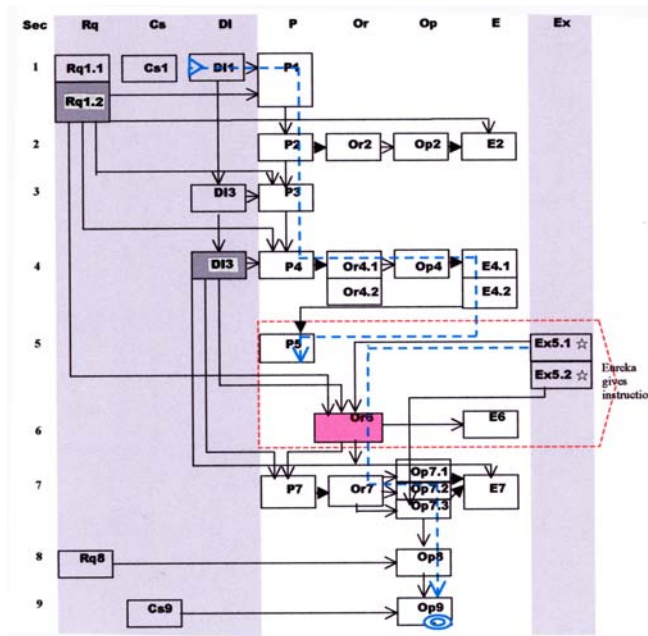 Sec Rq Cs DI P Or Op E Ex
1 Rq1.1 Cs1 DI1 P1
Rq1.2
2 P2 Or2 Op2 E2
3 DI3 P3
4 DI3 P4 Or4.1 Op4 E4.1
Or4.2 E4.2
5 P5 Ex5.1 ☆
Ex5.2 ☆
Eureka
gives
instruction
6 Or6 E6
Op7.1
7 P7 Or7 Op7.2 E7
Op7.3
8 Rq8 Op8
9 Cs9 Op9